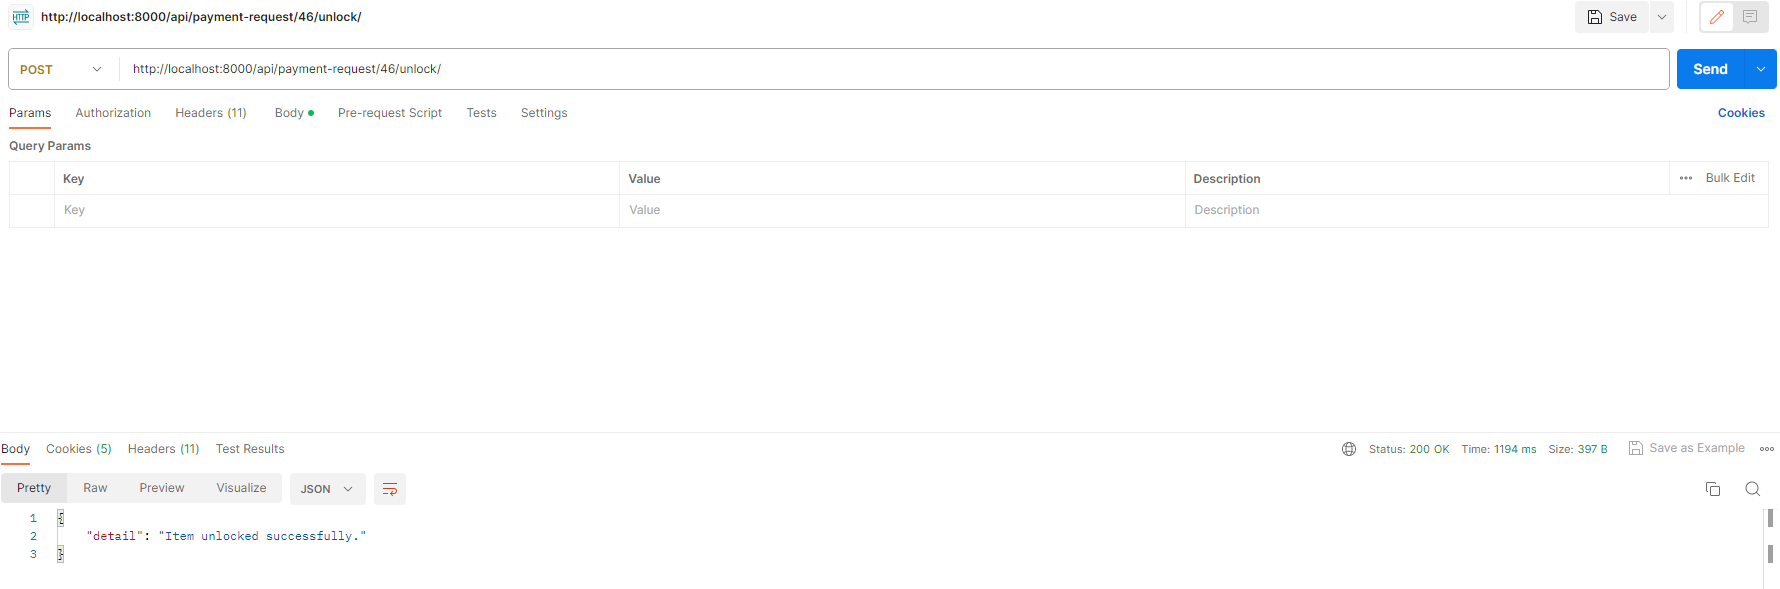 HTTP http://localhost:8000/api/payment-request/46/unlock/ Save
POST http://localhost:8000/api/payment-request/46/unlock/ Send
Params Authorization Headers (11) Body Pre-request Script Tests Settings Cookies
Query Params
Key Value Description Bulk Edit
Key Value Description
Body Cookies (5) Headers (11) Test Results Status: 200 OK Time: 1194 ms Size: 397 B Save as Example
Pretty Raw Preview Visualize JSON
1 {
2 "detail": "Item unlocked successfully."
3 }